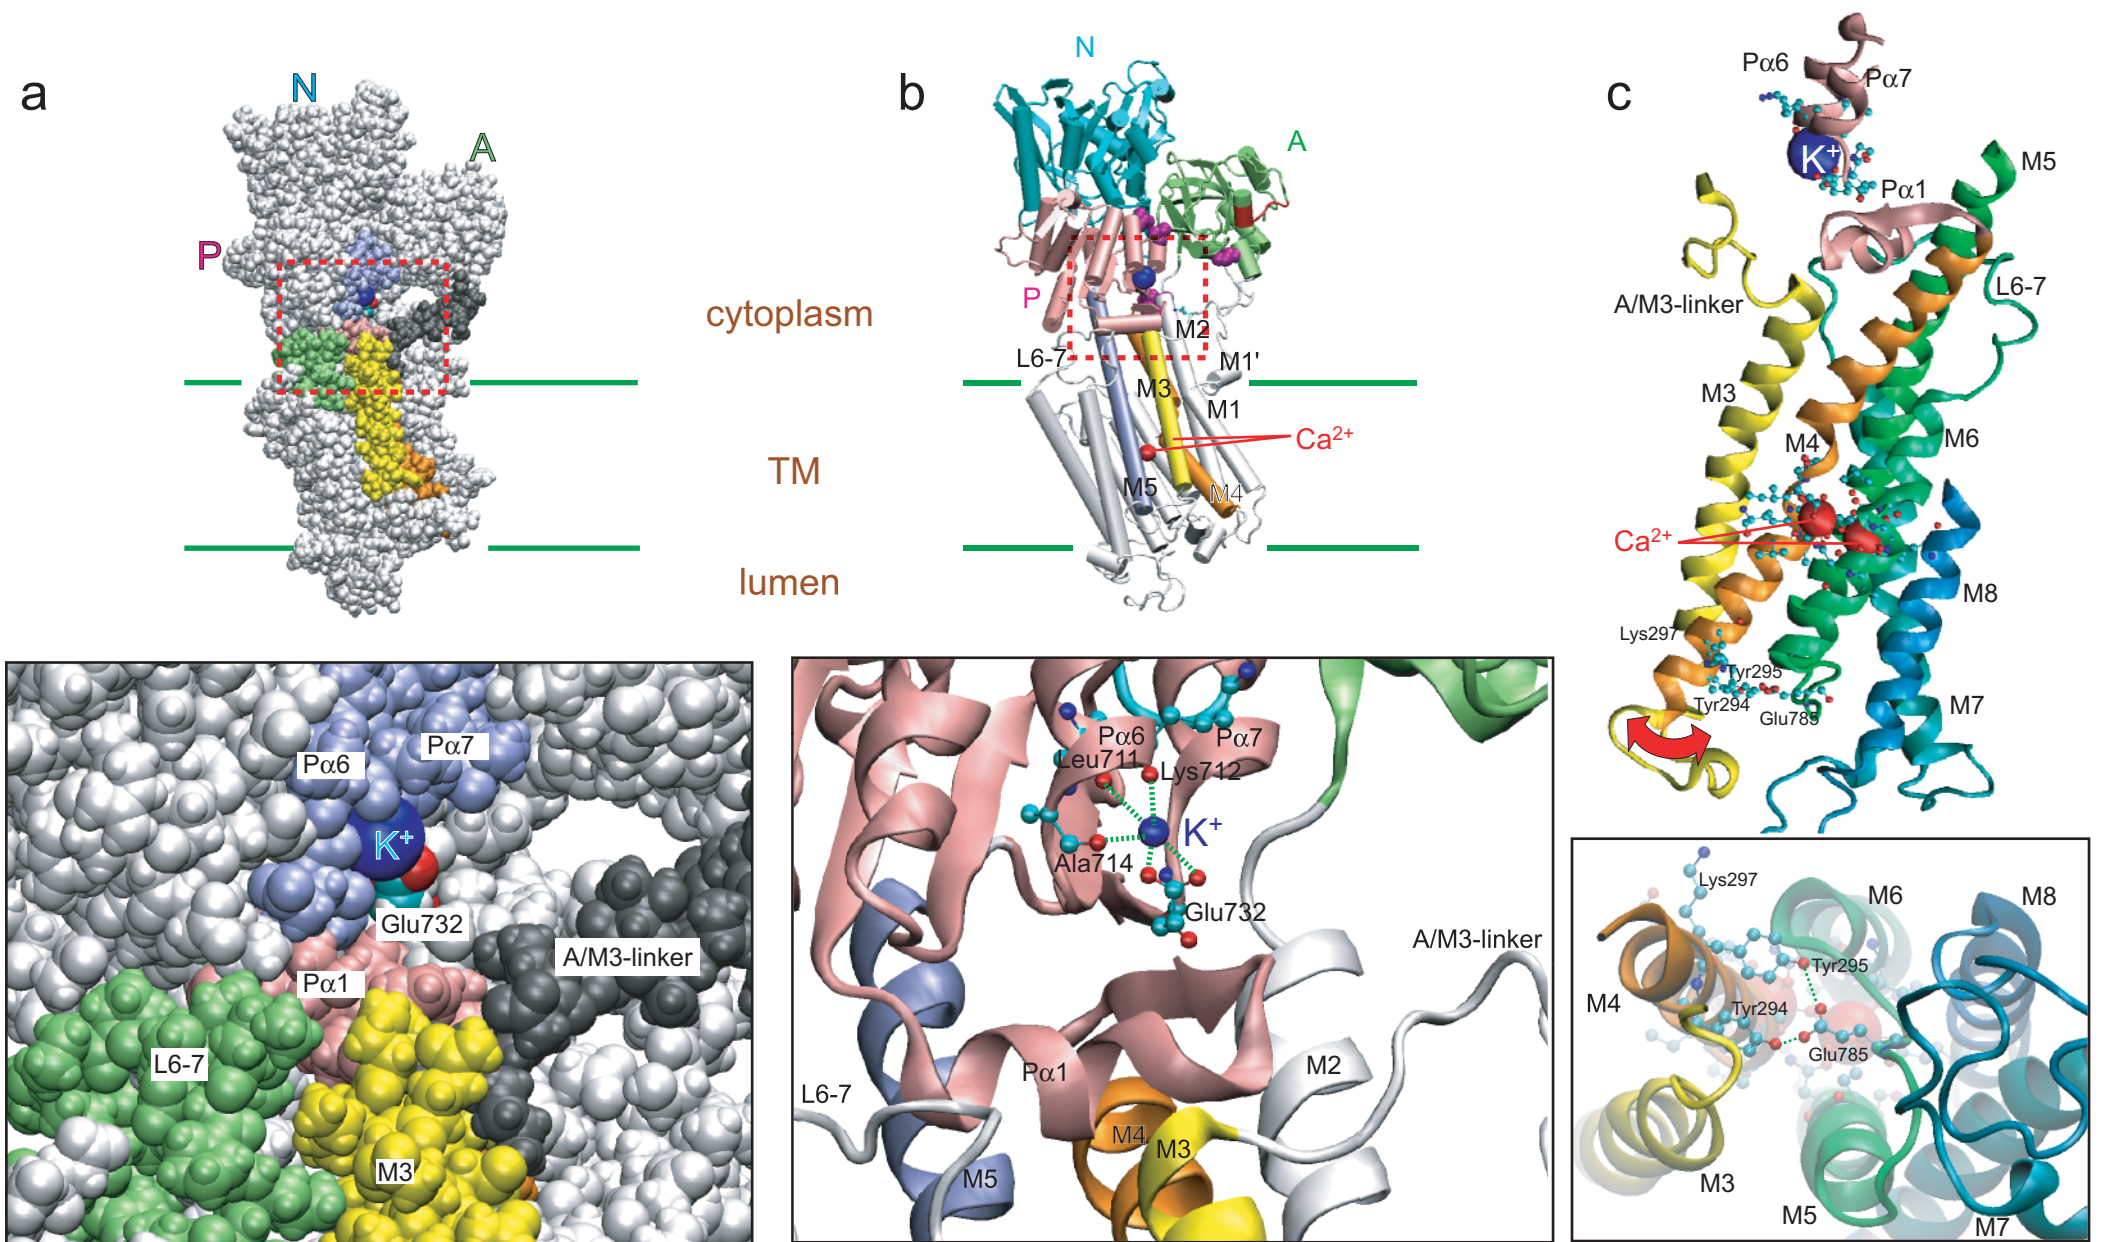 a
N
A
P
cytoplasm
TM
lumen
b
N
A
P
M2
L6-7
M1'
M3
M1
Ca2+
M5
M4
c
Pα6
Pα7
K+
M5
Pα1
L6-7
A/M3-linker
M3
M4
M6
Ca2+
M8
Lys297
Tyr295
Tyr294
Glu785
M7
Pα6
Pα7
K+
Glu732
A/M3-linker
Pα1
L6-7
M3
Pα6
Pα7
Leu711
Lys712
K+
Ala714
Glu732
A/M3-linker
Pα1
M2
L6-7
M4
M3
M5
Lys297
M6
M8
Tyr295
M4
Tyr294
Glu785
M3
M5
M7